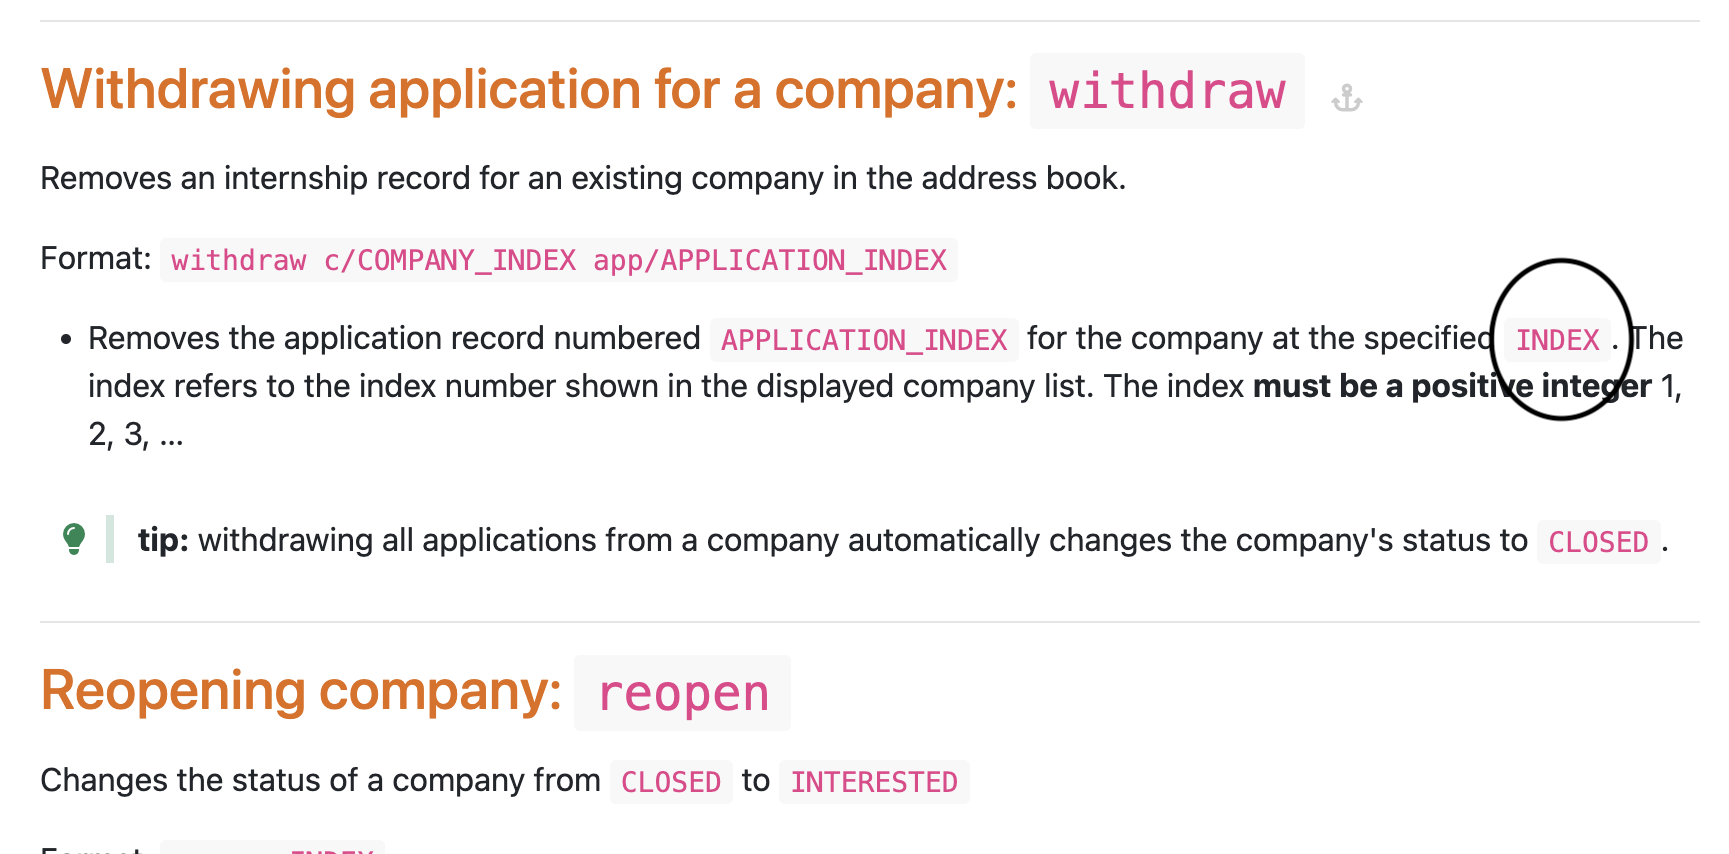 Withdrawing application for a company: withdraw
Removes an internship record for an existing company in the address book.
Format: withdraw c/COMPANY_INDEX app/APPLICATION_INDEX
• Removes the application record numbered APPLICATION_INDEX for the company at the specified INDEX. The
index refers to the index number shown in the displayed company list. The index must be a positive integer 1,
2, 3, ...
tip: withdrawing all applications from a company automatically changes the company's status to CLOSED.
Reopening company: reopen
Changes the status of a company from CLOSED to INTERESTED
Format: INDEX